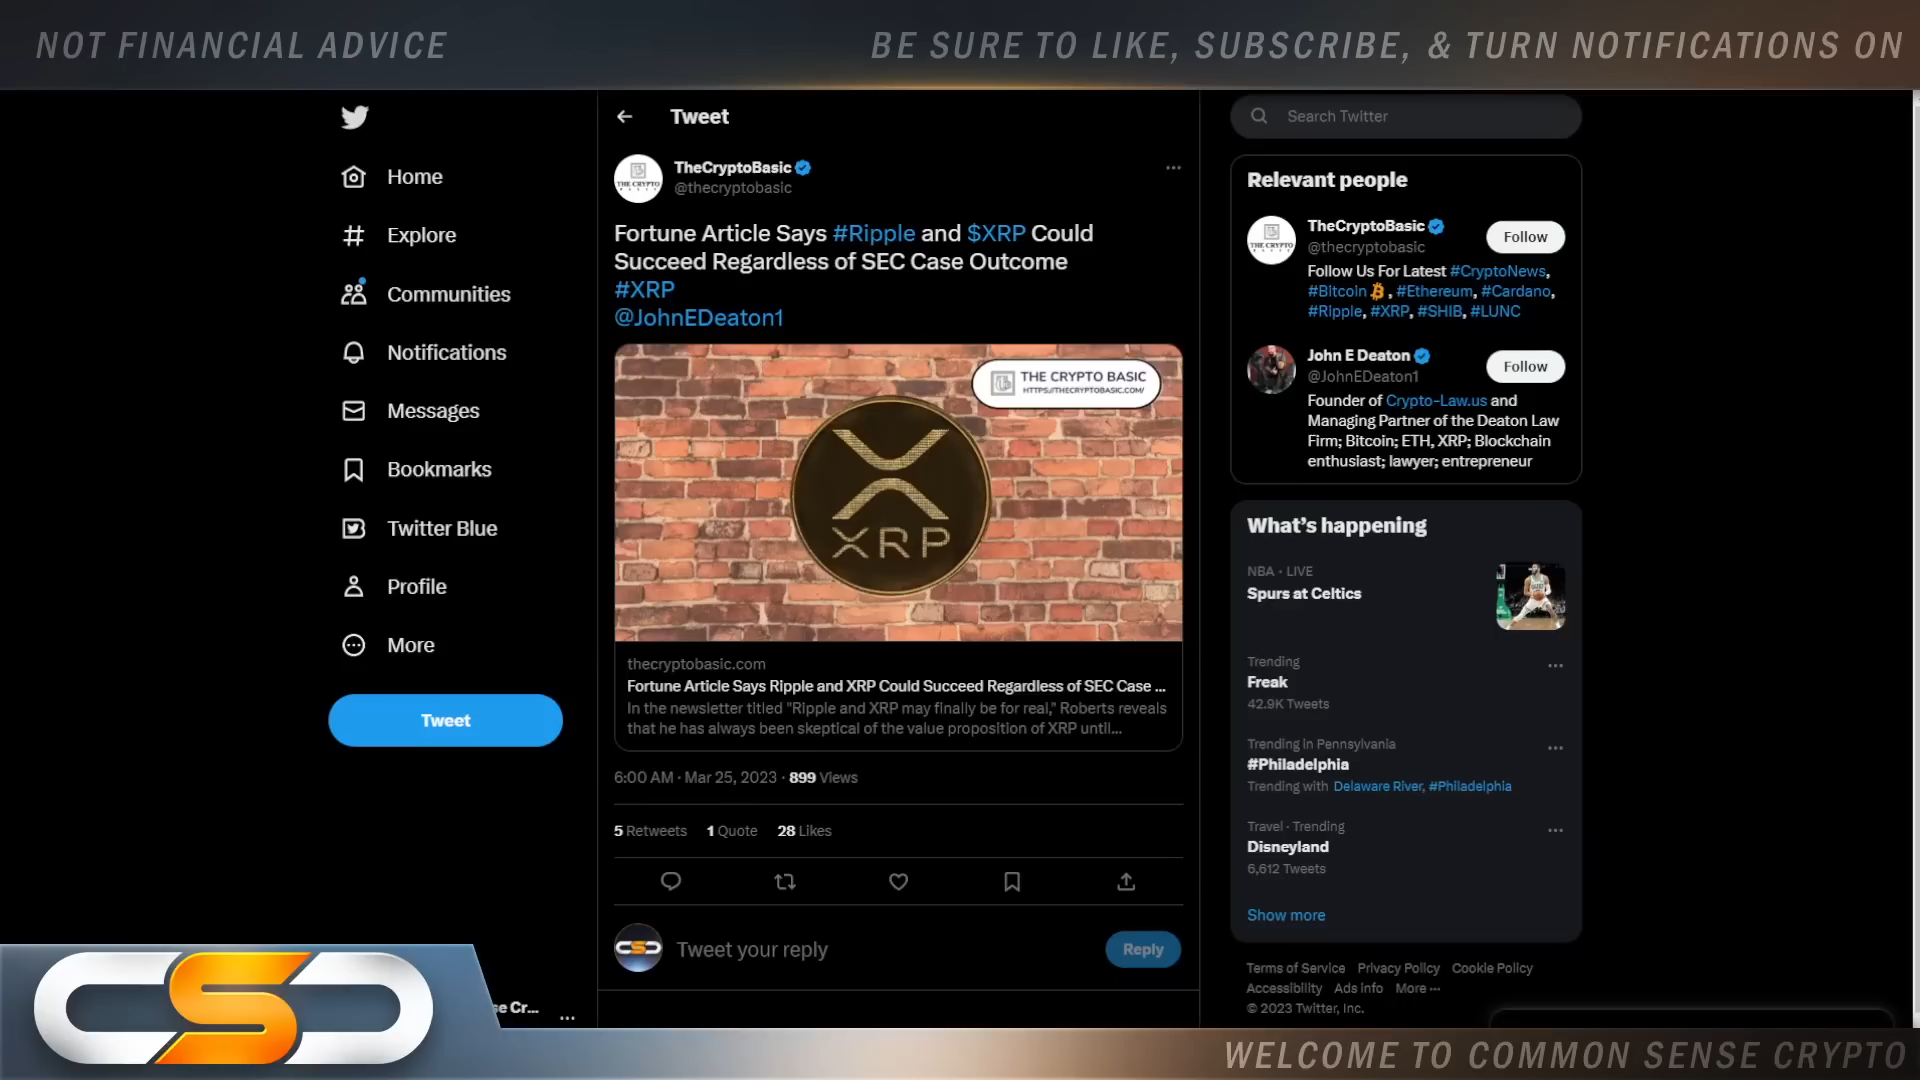 NOT FINANCIAL ADVICE
BE SURE TO LIKE, SUBSCRIBE, & TURN NOTIFICATIONS ON
Home
Explore
Communities
Notifications
Messages
Bookmarks
Twitter Blue
Profile
More
Tweet
se Cr...
Tweet
TheCryptoBasic
@thecryptobasic
Fortune Article Says #Ripple and $XRP Could
Succeed Regardless of SEC Case Outcome
#XRP
@JohnEDeaton1
THE CRYPTO BASIC
HTTPS://THECRYPTOBASIC.COM/
XRP
thecryptobasic.com
Fortune Article Says Ripple and XRP Could Succeed Regardless of SEC Case ...
In the newsletter titled "Ripple and XRP may finally be for real," Roberts reveals
that he has always been skeptical of the value proposition of XRP until...
6:00 AM · Mar 25, 2023 · 899 Views
5 Retweets 1 Quote 28 Likes
Tweet your reply
Reply
Search Twitter
Relevant people
TheCryptoBasic
@thecryptobasic
Follow
Follow Us For Latest #CryptoNews,
#Bitcoin , #Ethereum, #Cardano,
#Ripple, #XRP, #SHIB, #LUNC
John E Deaton
@JohnEDeaton1
Follow
Founder of Crypto-Law.us and
Managing Partner of the Deaton Law
Firm; Bitcoin; ETH, XRP; Blockchain
enthusiast; lawyer; entrepreneur
What's happening
NBA · LIVE
Spurs at Celtics
Trending
Freak
42.9K Tweets
Trending in Pennsylvania
#Philadelphia
Trending with Delaware River, #Philadelphia
Travel · Trending
Disneyland
6,612 Tweets
Show more
Terms of Service Privacy Policy Cookie Policy
Accessibility Ads info More ...
© 2023 Twitter, Inc.
CSC
WELCOME TO COMMON SENSE CRYPTO